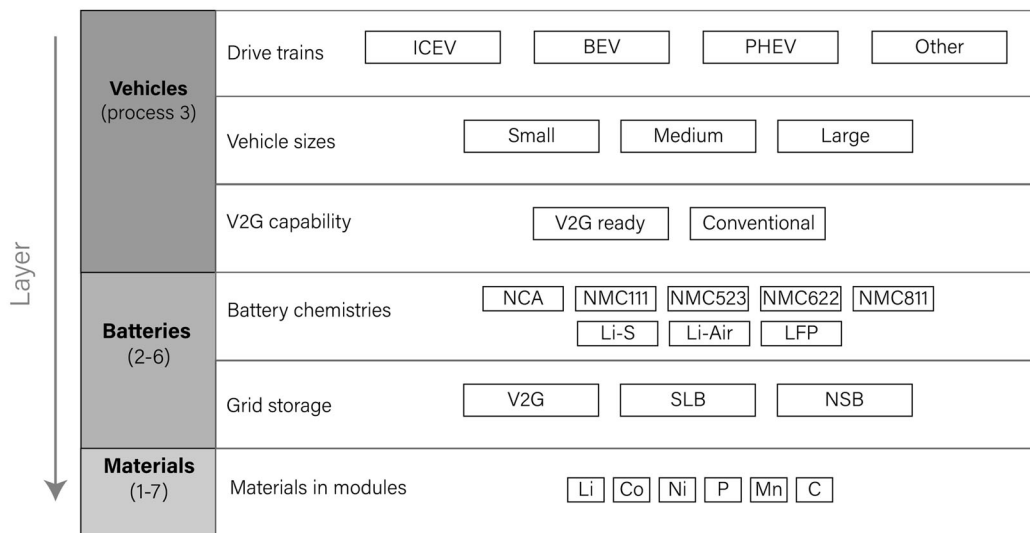 Layer
Vehicles
(process 3)
Drive trains
ICEV
BEV
PHEV
Other
Vehicle sizes
Small
Medium
Large
V2G capability
V2G ready
Conventional
Batteries
(2-6)
Battery chemistries
NCA
NMC111
NMC523
NMC622
NMC811
Li-S
Li-Air
LFP
Grid storage
V2G
SLB
NSB
Materials
(1-7)
Materials in modules
Li
Co
Ni
P
Mn
C